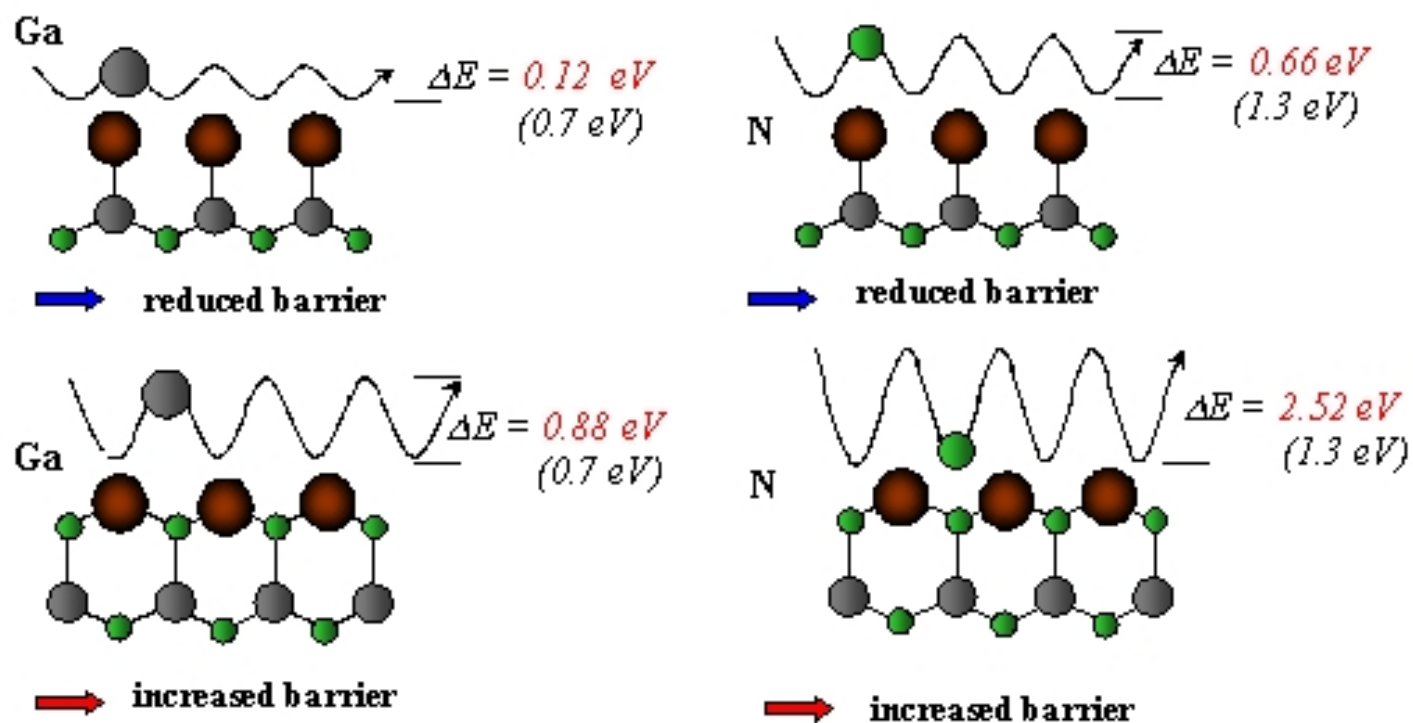 Ga
ΔE = 0.12 eV
(0.7 eV)
reduced barrier
ΔE = 0.66 eV
(1.3 eV)
N
reduced barrier
ΔE = 0.88 eV
(0.7 eV)
Ga
increased barrier
ΔE = 2.52 eV
(1.3 eV)
N
increased barrier